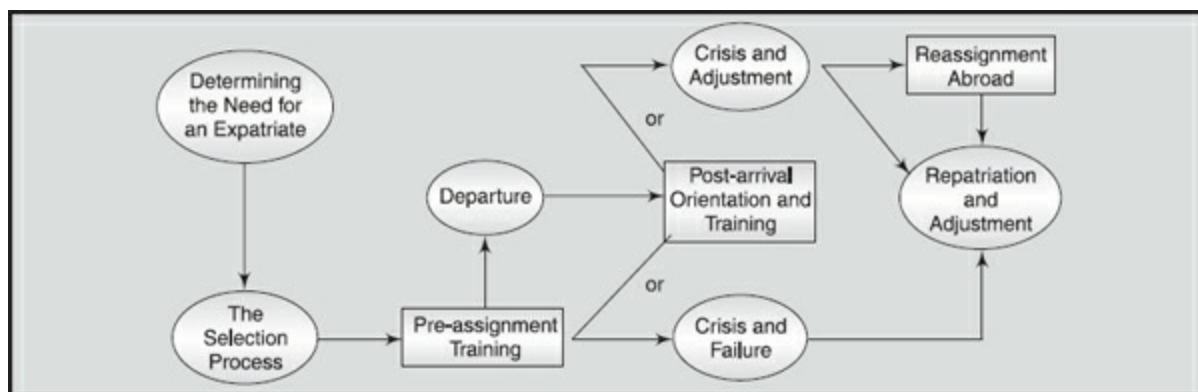 Determining
the Need for
an Expatriate
The
Selection
Process
Pre-assignment
Training
Departure
Post-arrival
Orientation and
Training
or
Crisis and
Adjustment
or
Crisis and
Failure
Reassignment
Abroad
Repatriation
and
Adjustment